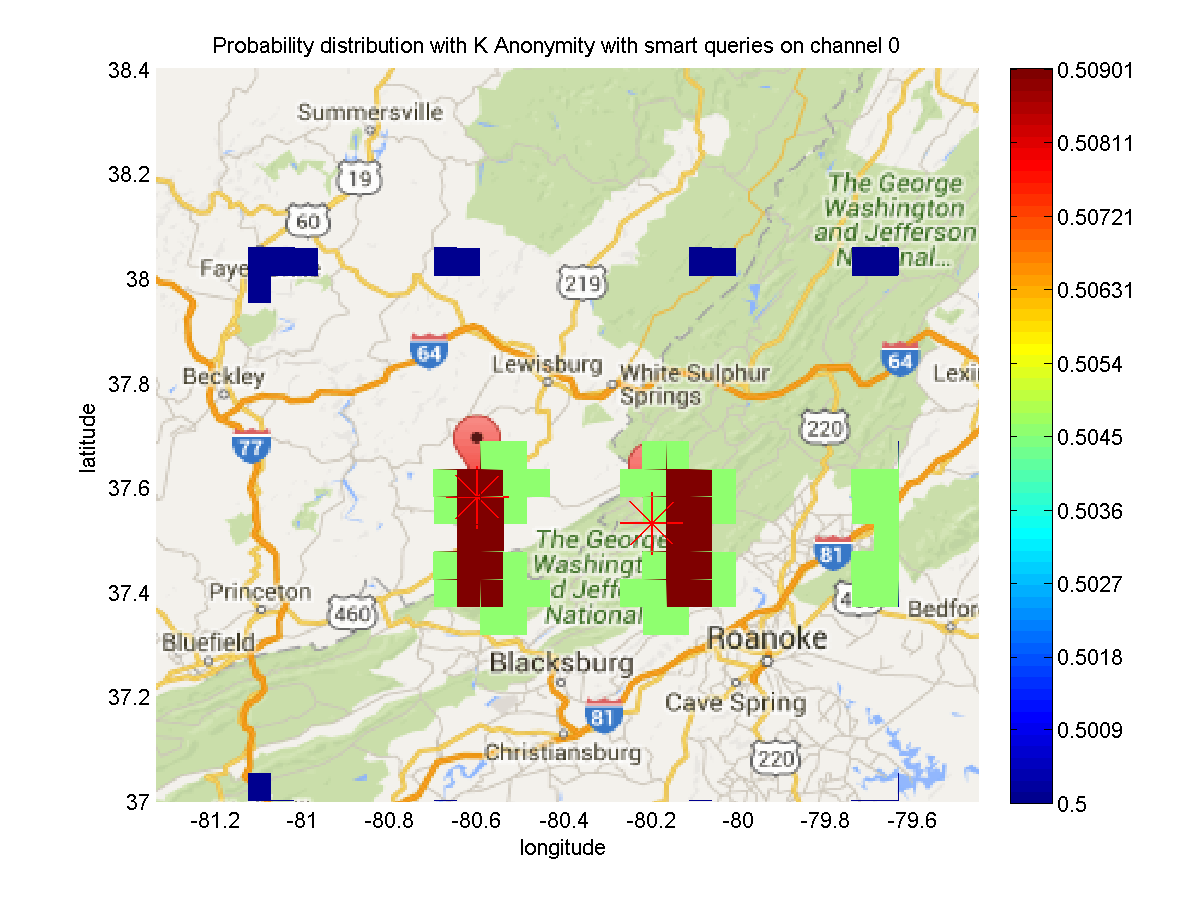 Probability distribution with K Anonymity with smart queries on channel 0
38.4
38.2
38
37.8
37.6
37.4
37.2
37
latitude
-81.2
-81
-80.8
-80.6
-80.4
-80.2
-80
-79.8
-79.6
longitude
0.50901
0.50811
0.50721
0.50631
0.5054
0.5045
0.5036
0.5027
0.5018
0.5009
0.5
Summersville
19
60
The George
Washington
and Jefferson
nal...
Faye
219
64
Lewisburg
White Sulphur
Springs
64
Lexi
Beckley
77
220
81
The George
Washingt
d Jeff
National
Princeton
460
Bedfor
Bluefield
Roanoke
Blacksburg
Cave Spring
81
Christiansburg
220